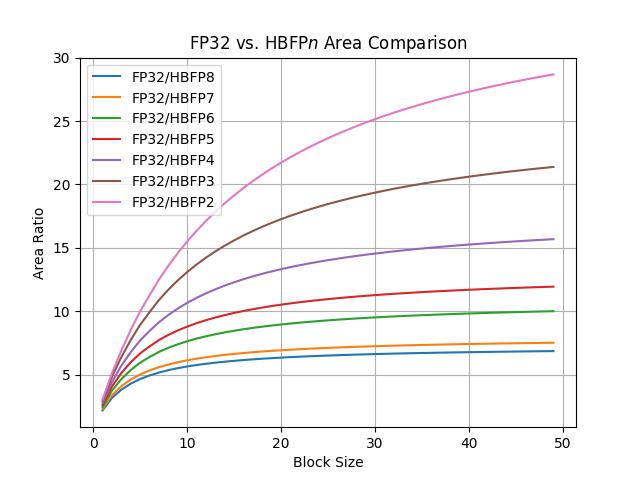 FP32 vs. HBFPn Area Comparison
FP32/HBFP8
FP32/HBFP7
FP32/HBFP6
FP32/HBFP5
FP32/HBFP4
FP32/HBFP3
FP32/HBFP2
Area Ratio
30
25
20
15
10
5
0 10 20 30 40 50
Block Size